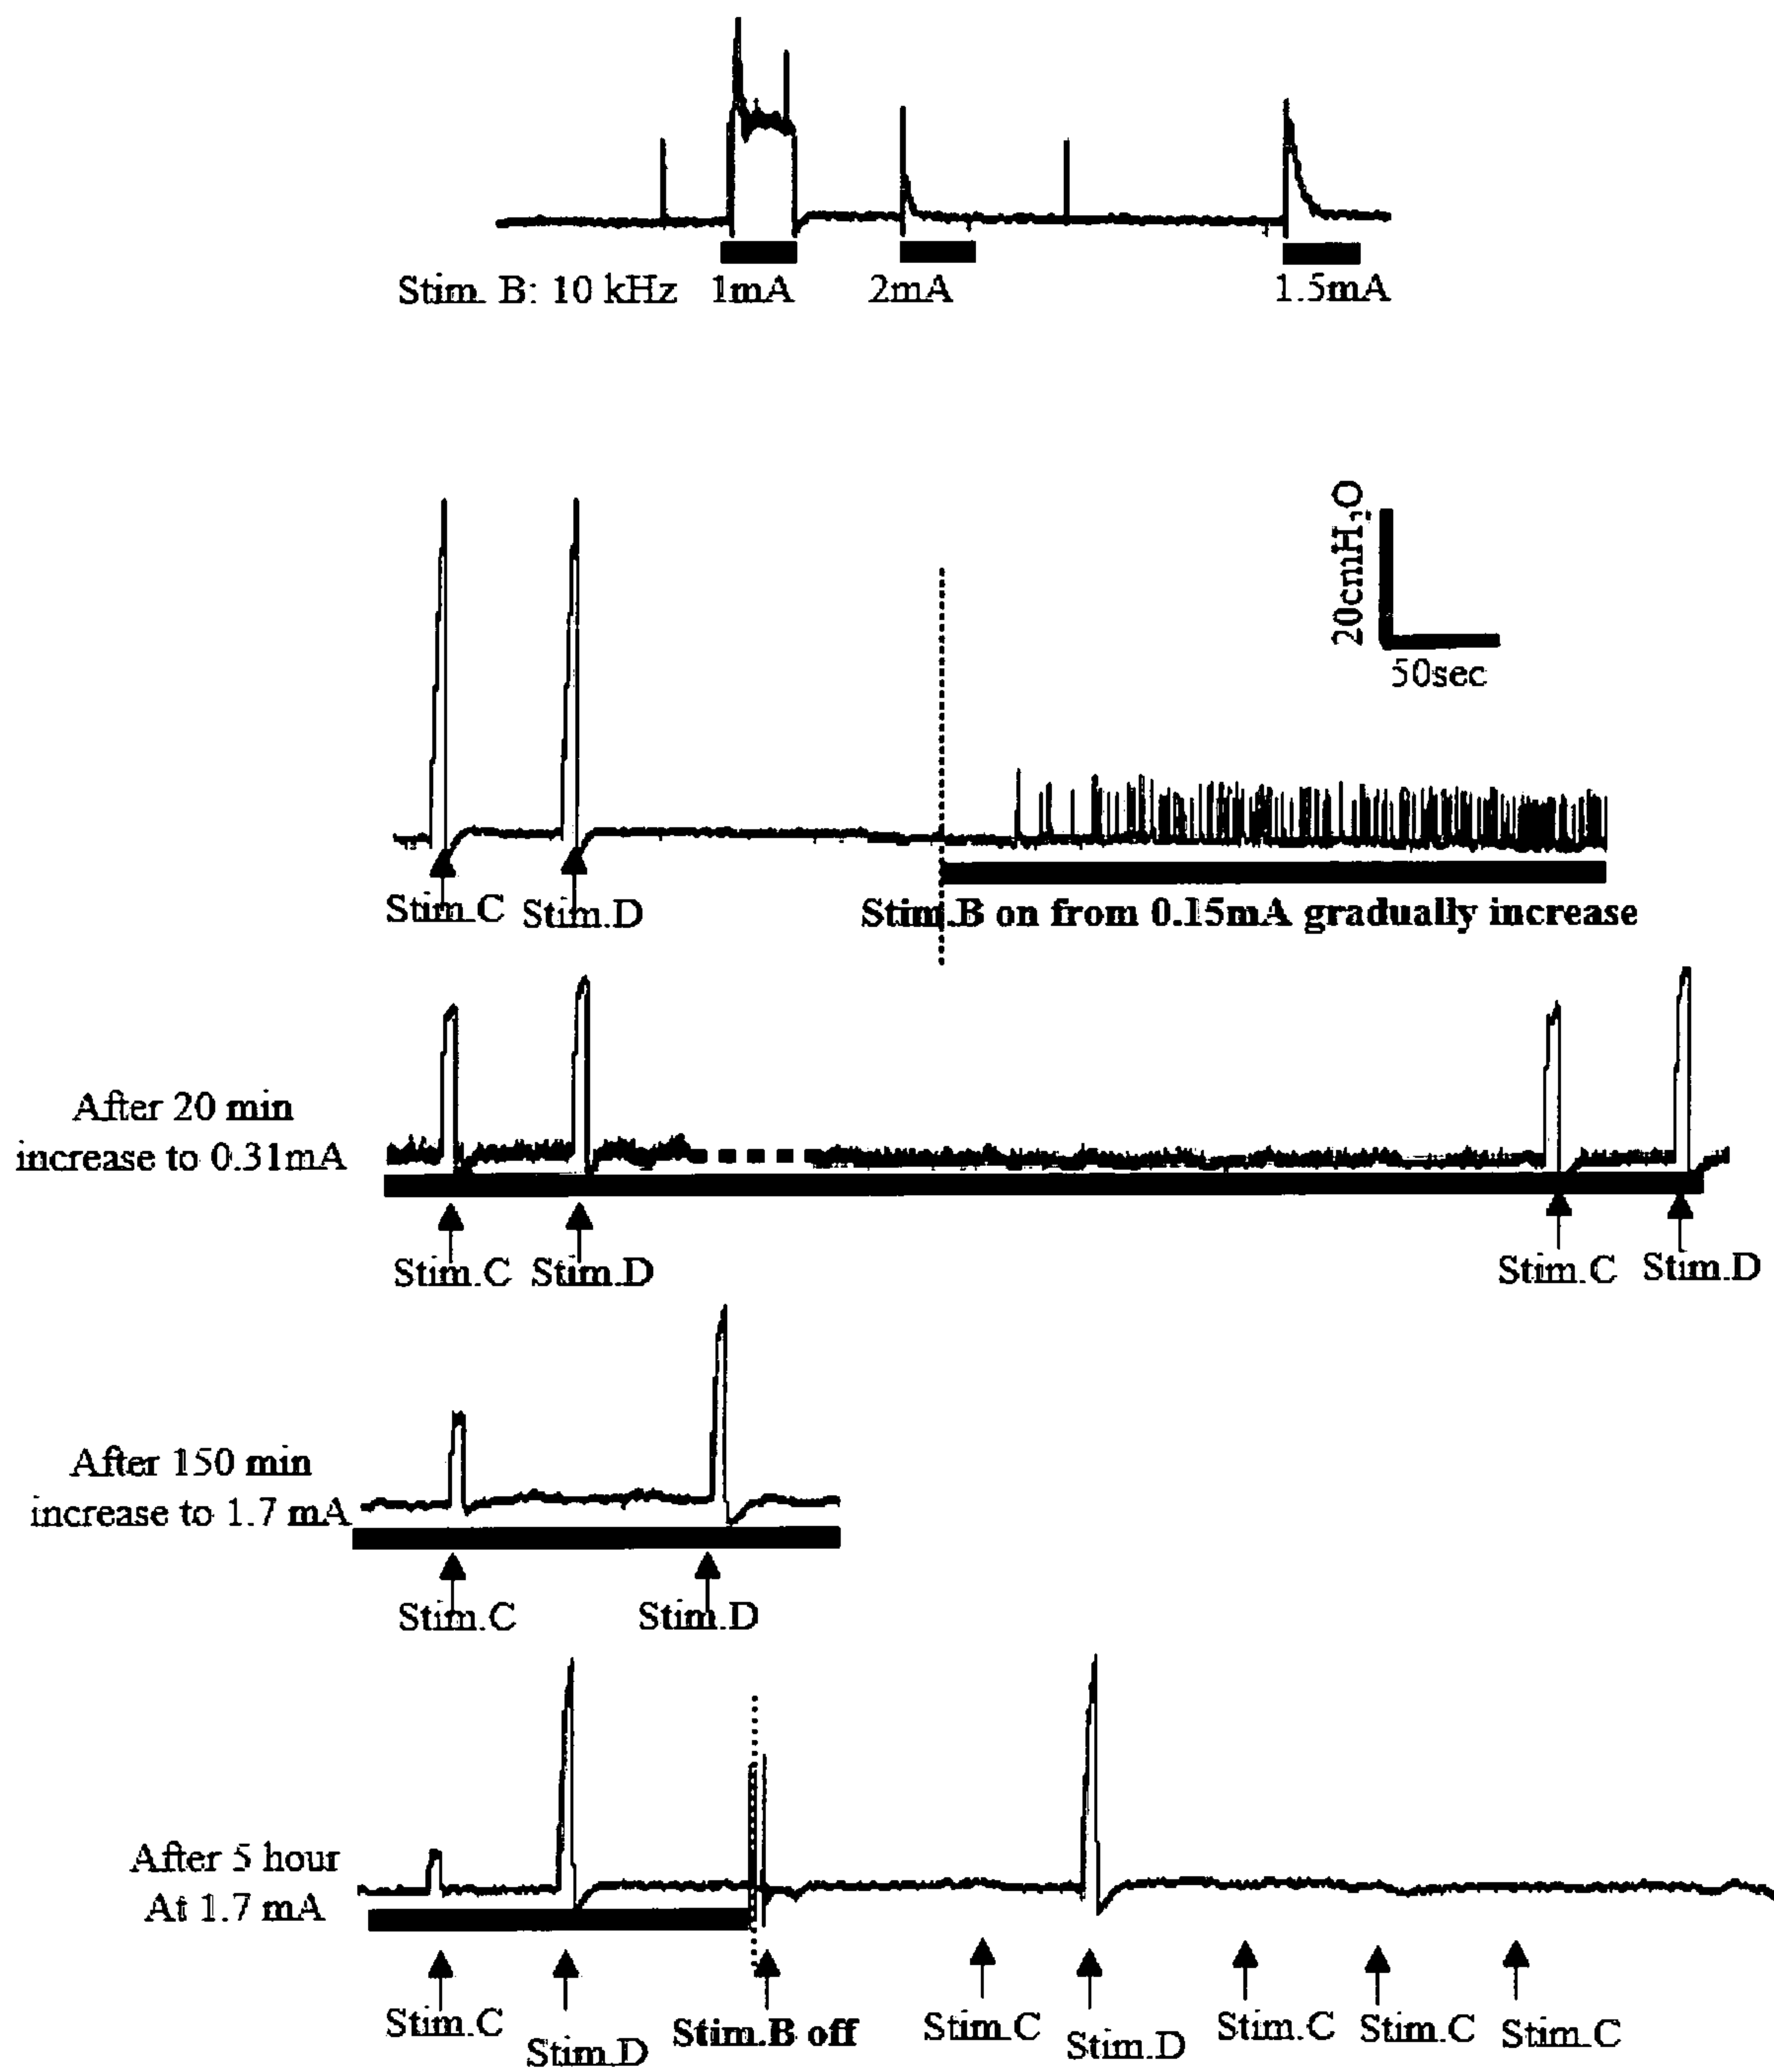 Stim. B: 10 kHz 1mA 2mA 1.5mA
20cmH2O
50sec
Stim.C Stim.D
Stim.B on from 0.15mA gradually increase
After 20 min
increase to 0.31mA
Stim.C Stim.D Stim.C Stim.D
After 150 min
increase to 1.7 mA
Stim.C Stim.D
After 5 hour
At 1.7 mA
Stim.C Stim.D Stim.B off Stim.C Stim.D Stim.C Stim.C Stim.C